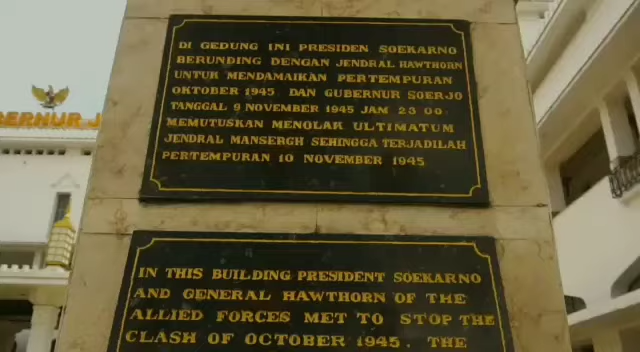 BERNUR J
DI GEDUNG INI PRESIDEN SOEKARNO
BERUNDING DENGAN JENDRAL HAWTHORN
UNTUK MENDAMAIKAN PERTEMPURAN
OKTOBER 1945 DAN GUBERNUR SOERJO
TANGGAL 9 NOVEMBER 1945 JAM 23 00
MEMUTUSKAN MENOLAK ULTIMATUM
JENDRAL MANSERGH SEHINGGA TERJADILAH
PERTEMPURAN 10 NOVEMBER 1945
IN THIS BUILDING PRESIDENT SOEKARNO
AND GENERAL HAWTHORN OF THE
ALLIED FORCES MET TO STOP THE
CLASH OF OCTOBER 1945. THE